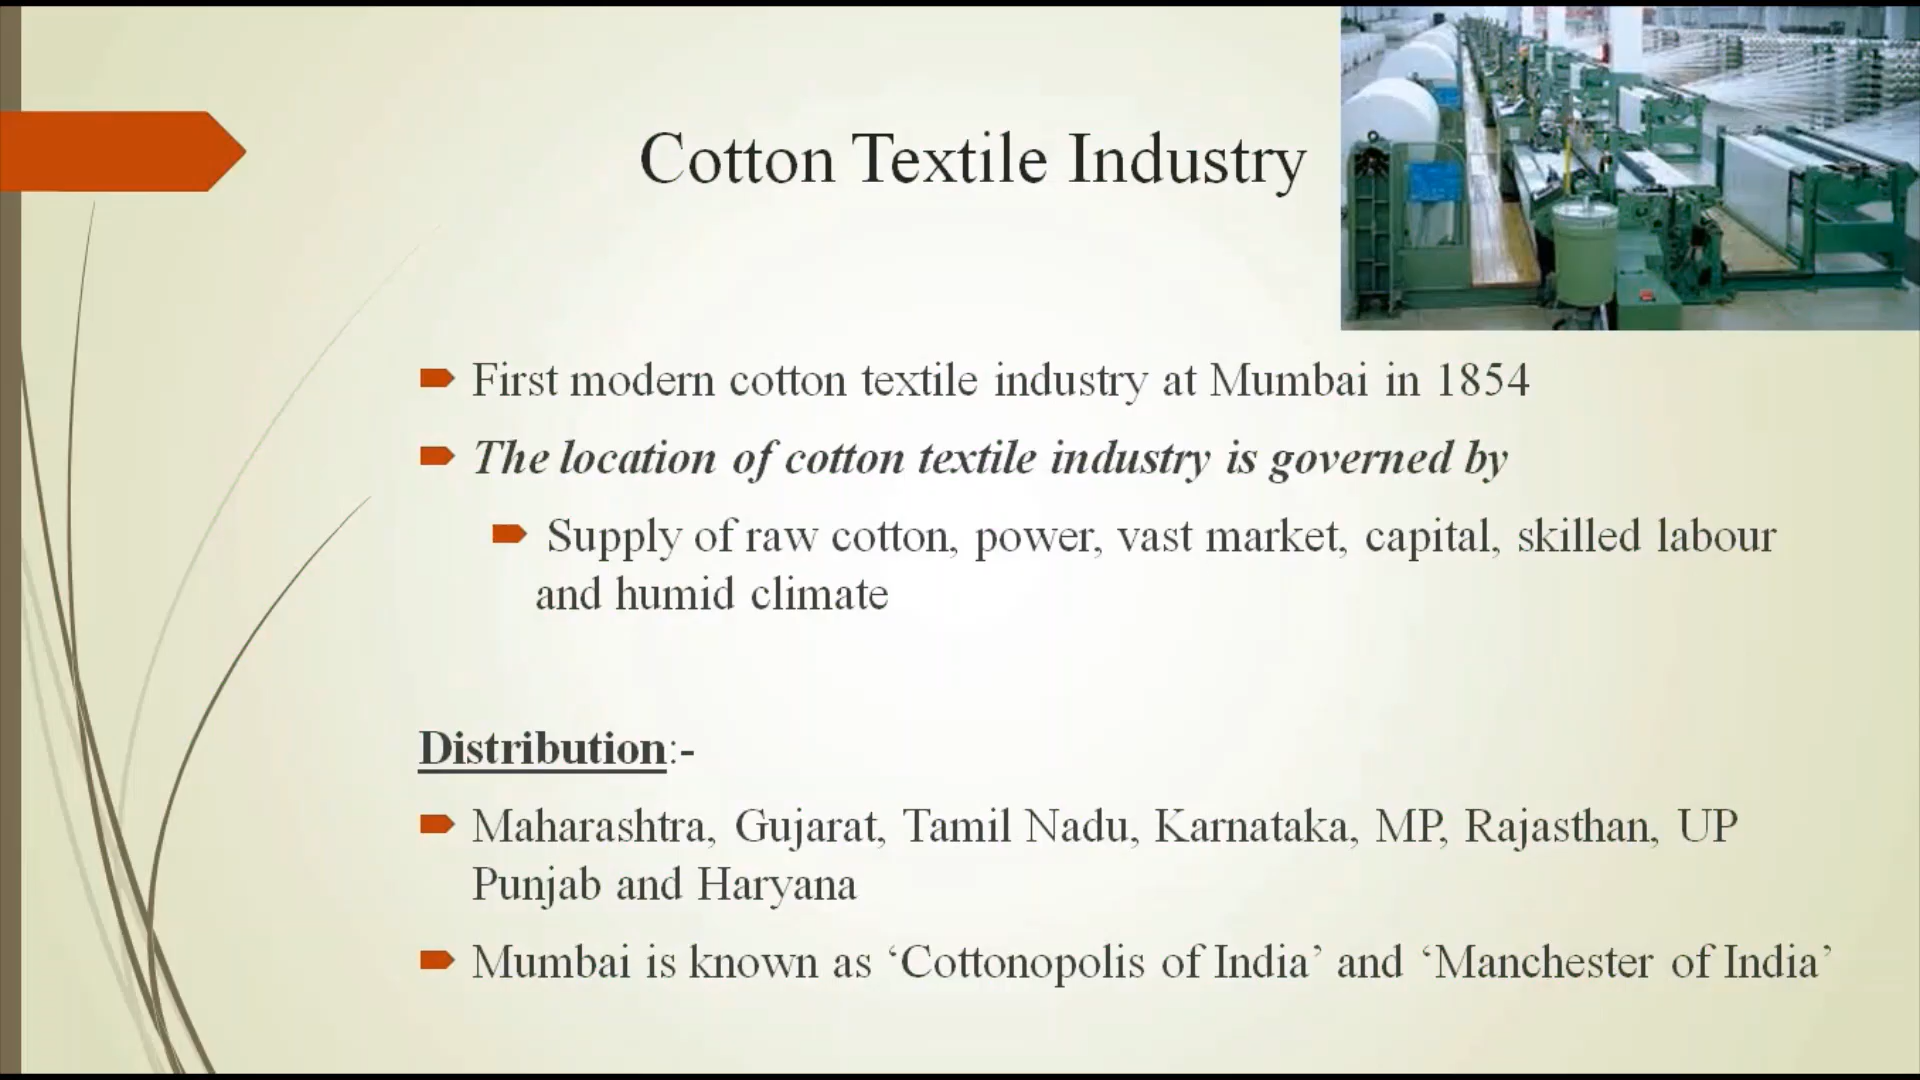 Cotton Textile Industry
First modern cotton textile industry at Mumbai in 1854
The location of cotton textile industry is governed by
Supply of raw cotton, power, vast market, capital, skilled labour
and humid climate
Distribution:-
Maharashtra, Gujarat, Tamil Nadu, Karnataka, MP, Rajasthan, UP
Punjab and Haryana
Mumbai is known as ‘Cottonopolis of India’ and ‘Manchester of India’